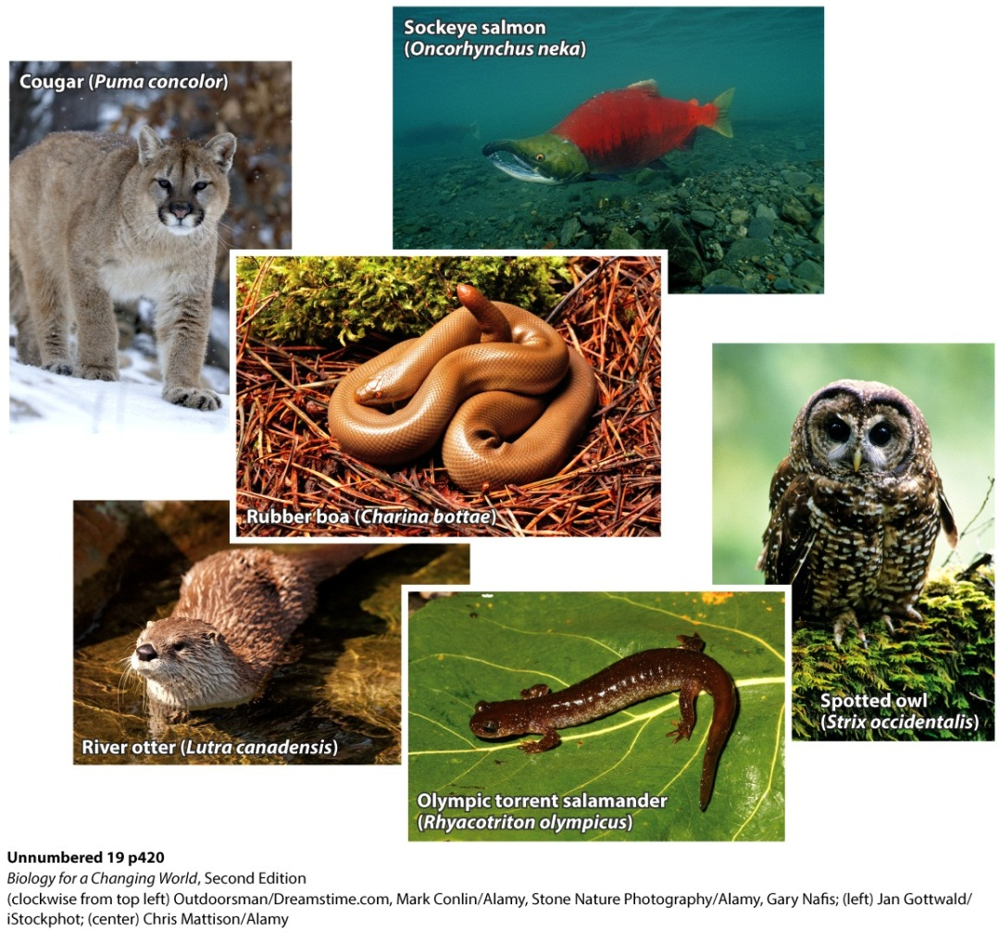 Sockeye salmon
(Oncorhynchus neka)
Cougar (Puma concolor)
Rubber boa (Charina bottae)
River otter (Lutra canadensis)
Spotted owl
(Strix occidentalis)
Olympic torrent salamander
(Rhyacotriton olympicus)
Unnumbered 19 p420
Biology for a Changing World, Second Edition
(clockwise from top left) Outdoorsman/Dreamstime.com, Mark Conlin/Alamy, Stone Nature Photography/Alamy, Gary Nafis; (left) Jan Gottwald/
iStockphot; (center) Chris Mattison/Alamy